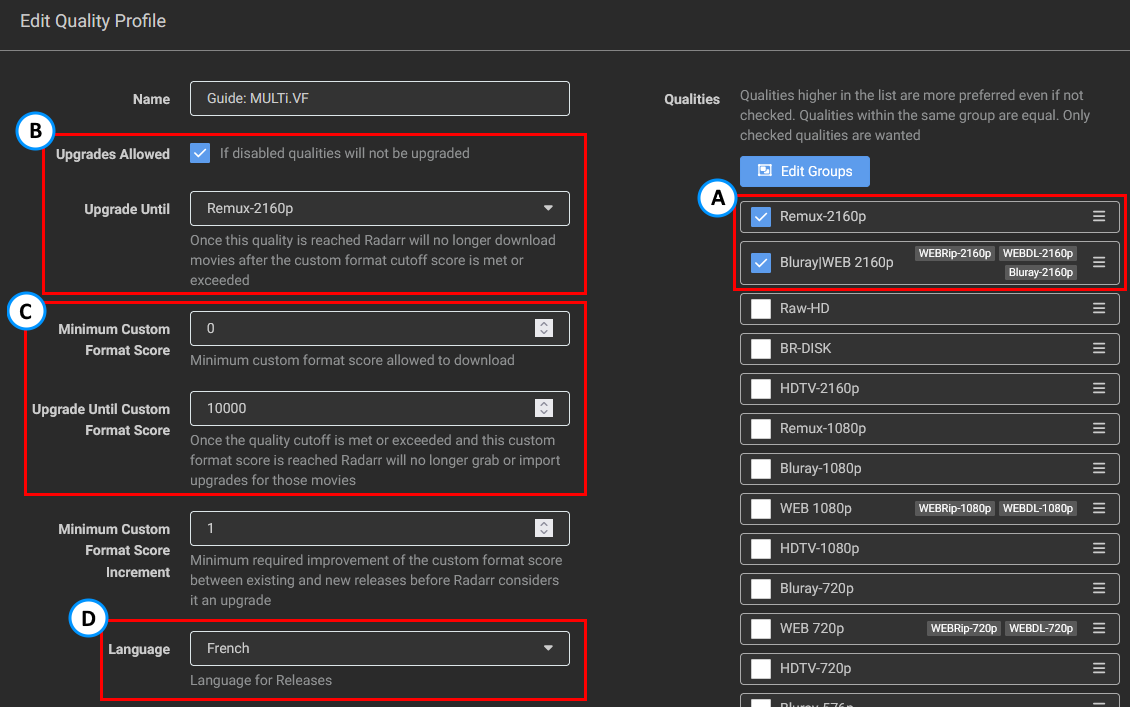 Edit Quality Profile
Name
Guide: MULTi.VF
B
Upgrades Allowed
If disabled qualities will not be upgraded
Upgrade Until
Remux-2160p
Once this quality is reached Radarr will no longer download
movies after the custom format cutoff score is met or
exceeded
C
Minimum Custom
Format Score
0
Minimum custom format score allowed to download
Upgrade Until Custom
Format Score
10000
Once the quality cutoff is met or exceeded and this custom
format score is reached Radarr will no longer grab or import
upgrades for those movies
Minimum Custom
Format Score
Increment
1
Minimum required improvement of the custom format score
between existing and new releases before Radarr considers
it an upgrade
D
Language
French
Language for Releases
Qualities
Qualities higher in the list are more preferred even if not
checked. Qualities within the same group are equal. Only
checked qualities are wanted
Edit Groups
A
Remux-2160p
Bluray|WEB 2160p
WEBRip-2160p WEBDL-2160p
Bluray-2160p
Raw-HD
BR-DISK
HDTV-2160p
Remux-1080p
Bluray-1080p
WEB 1080p WEBRip-1080p WEBDL-1080p
HDTV-1080p
Bluray-720p
WEB 720p WEBRip-720p WEBDL-720p
HDTV-720p
Bluray-576p